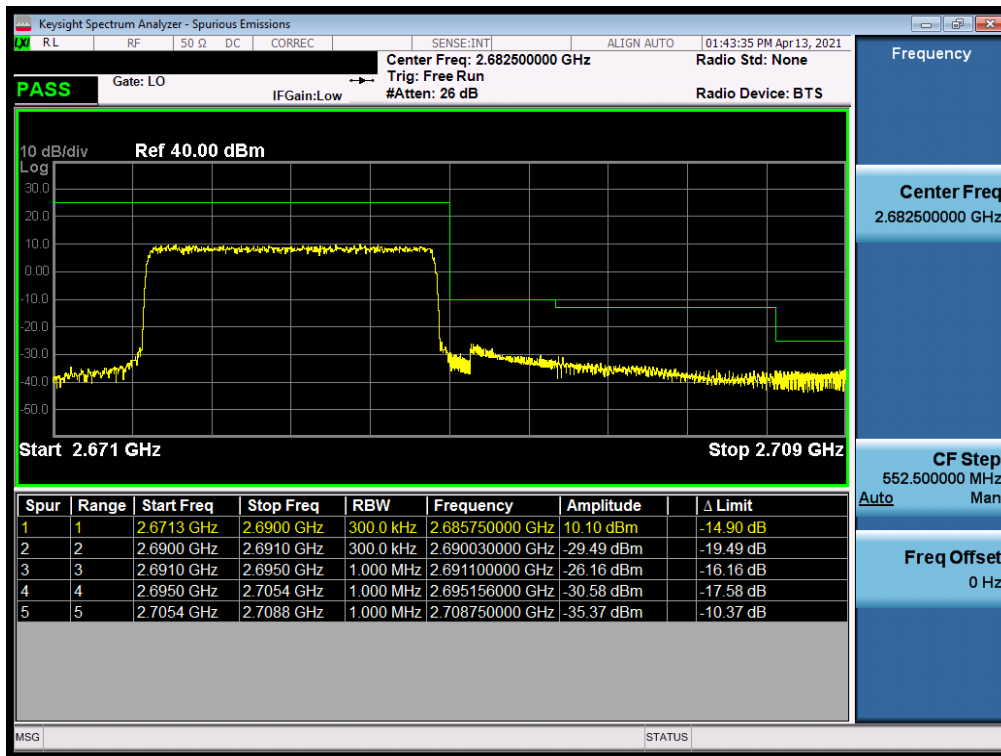 Keysight Spectrum Analyzer - Spurious Emissions
LXI RL RF 50 Ω DC CORREC SENSE:INT ALIGN AUTO 01:43:35 PM Apr 13, 2021
Center Freq: 2.682500000 GHz Radio Std: None
Trig: Free Run
PASS Gate: LO IFGain:Low #Atten: 26 dB Radio Device: BTS
10 dB/div Ref 40.00 dBm
Log
30.0
20.0
10.0
0.00
-10.0
-20.0
-30.0
-40.0
-50.0
Start 2.671 GHz Stop 2.709 GHz
Spur Range Start Freq Stop Freq RBW Frequency Amplitude Δ Limit
1 1 2.6713 GHz 2.6900 GHz 300.0 kHz 2.685750000 GHz 10.10 dBm -14.90 dB
2 2 2.6900 GHz 2.6910 GHz 300.0 kHz 2.690030000 GHz -29.49 dBm -19.49 dB
3 3 2.6910 GHz 2.6950 GHz 1.000 MHz 2.691100000 GHz -26.16 dBm -16.16 dB
4 4 2.6950 GHz 2.7054 GHz 1.000 MHz 2.695156000 GHz -30.58 dBm -17.58 dB
5 5 2.7054 GHz 2.7088 GHz 1.000 MHz 2.708750000 GHz -35.37 dBm -10.37 dB
MSG STATUS
Frequency
Center Freq
2.682500000 GHz
CF Step
552.500000 MHz
Auto Man
Freq Offset
0 Hz